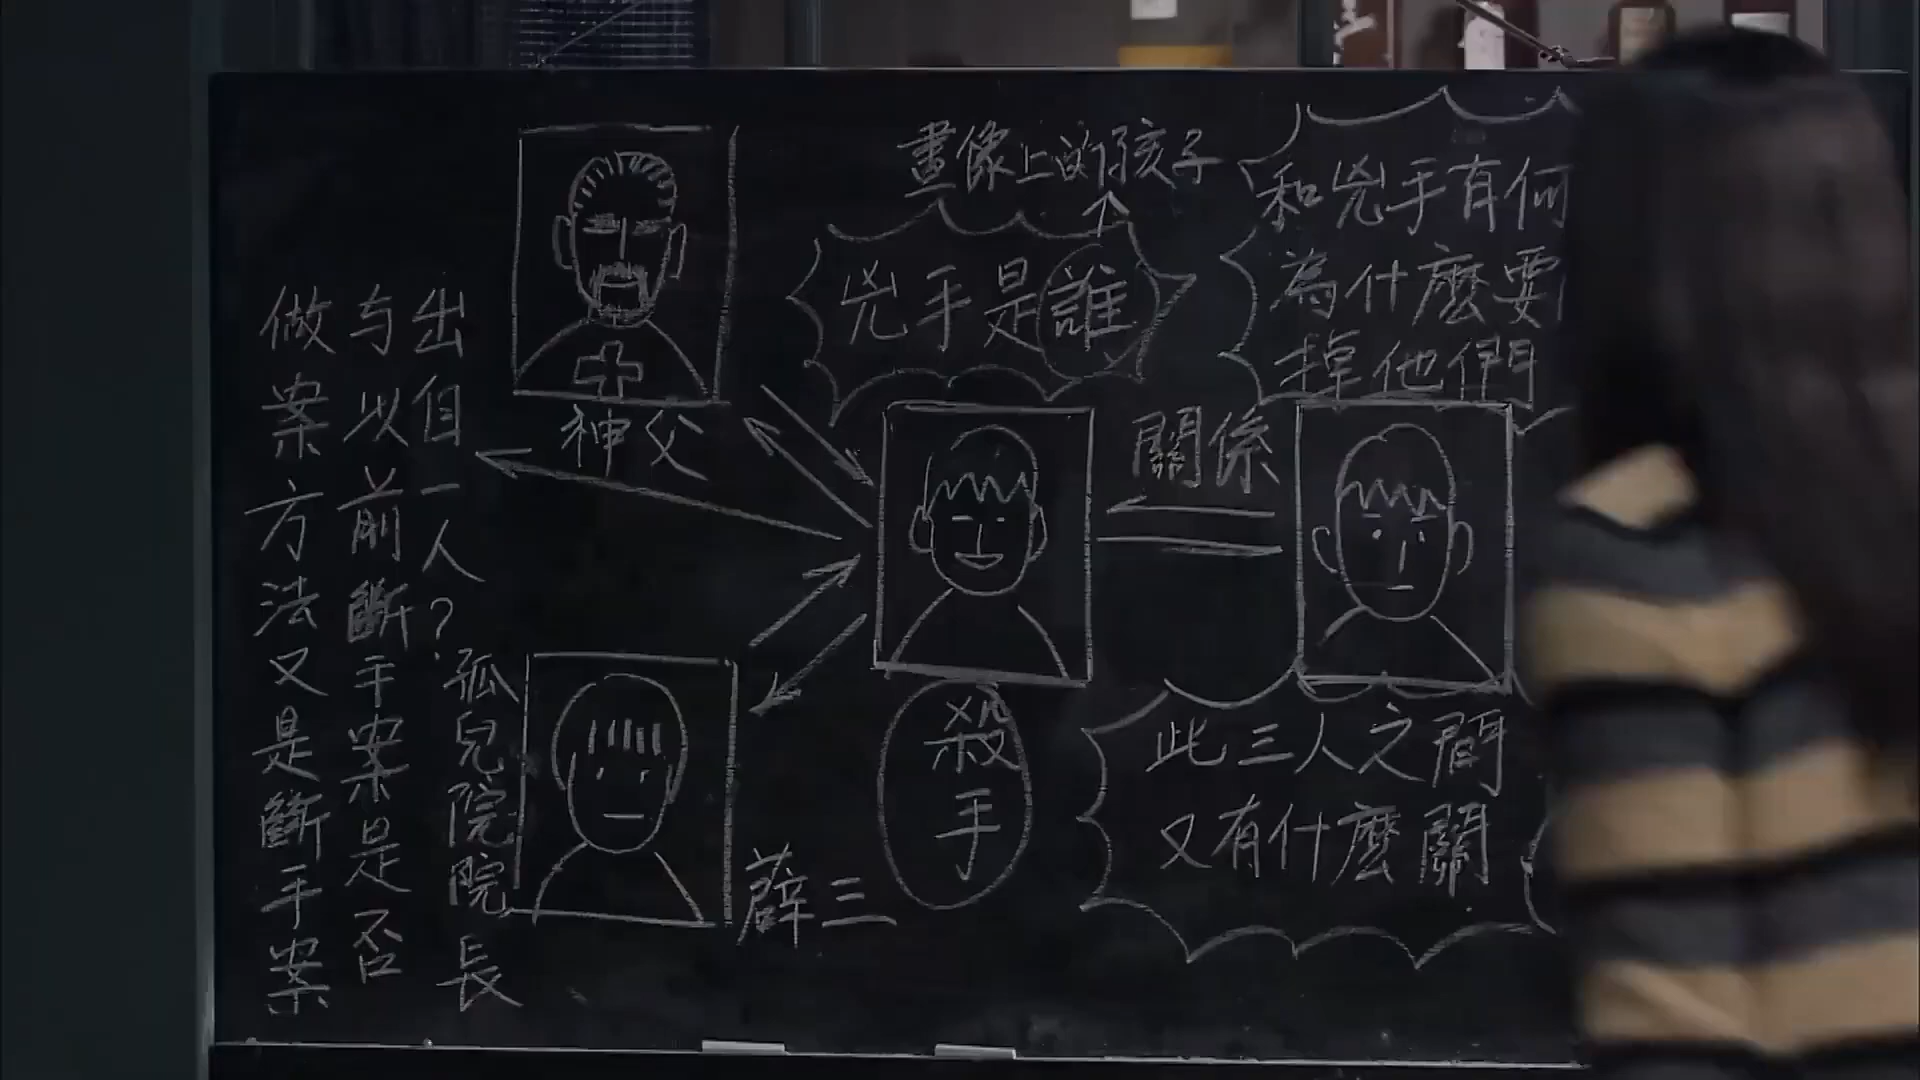 做案方法又是斷手案
与以前斷手案是否
出自一人?
神父
畫像上的孩子
兇手是誰
和兇手有何
為什麼要
掉他們
關係
孤兒院院長
薛三
殺手
此三人之間
又有什麼關